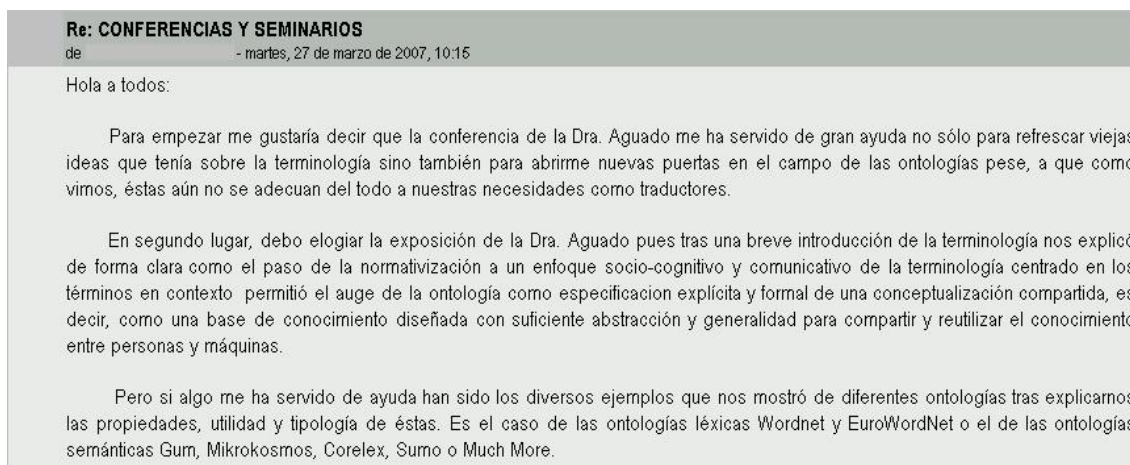 Re: CONFERENCIAS Y SEMINARIOS
de - martes, 27 de marzo de 2007, 10:15
Hola a todos:
Para empezar me gustaría decir que la conferencia de la Dra. Aguado me ha servido de gran ayuda no sólo para refrescar viejas
ideas que tenía sobre la terminología sino también para abrirme nuevas puertas en el campo de las ontologías pese, a que como
vimos, éstas aún no se adecuan del todo a nuestras necesidades como traductores.
En segundo lugar, debo elogiar la exposición de la Dra. Aguado pues tras una breve introducción de la terminología nos explicó
de forma clara como el paso de la normativización a un enfoque socio-cognitivo y comunicativo de la terminología centrado en los
términos en contexto permitió el auge de la ontología como especificacion explícita y formal de una conceptualización compartida, es
decir, como una base de conocimiento diseñada con suficiente abstracción y generalidad para compartir y reutilizar el conocimiento
entre personas y máquinas.
Pero si algo me ha servido de ayuda han sido los diversos ejemplos que nos mostró de diferentes ontologías tras explicarnos
las propiedades, utilidad y tipología de éstas. Es el caso de las ontologías léxicas Wordnet y EuroWordNet o el de las ontologías
semánticas Gum, Mikrokosmos, Corelex, Sumo o Much More.